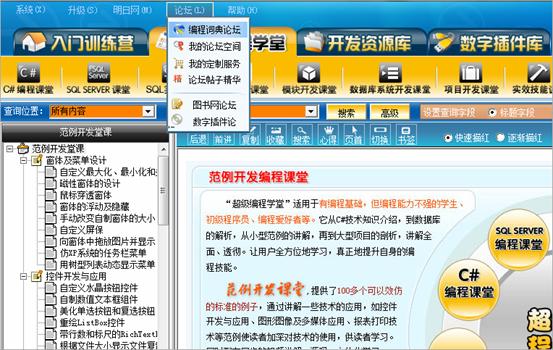 系统(X)
升级(S)
明日网(M)
论坛(L)
帮助(H)
编程词典论坛
我的论坛空间
我的定制服务
论坛帖子精华
图书网论坛
数字插件论
入门训练营
学堂
开发资源库
数字插件库
C#
C# 编程课堂
SQL SERVER 课堂
模块开发课堂
数据库系统开发课堂
项目开发课堂
实效技能
查询位置:
所有内容
搜索
高级
设置查询字段
标题字段
后退
前进
复制
收藏
搜索
心得
页首
切换
书签
快速描红
逐渐描红
范例开发堂课
范例开发堂课
窗体及菜单设计
自定义最大化、最小化和
磁性窗体的设计
鼠标穿透窗体
窗体的浮动及隐藏
手动改变自制窗体的大小
自定义屏保
向窗体中拖放图片并显示
仿XP系统的任务栏菜单
用树型列表动态显示菜单
控件开发与应用
自定义水晶按钮控件
自制数值文本框组件
美化单选按钮和复选按钮
重绘ListBox控件
带行数和标尺的RichText
根据文件大小显示文件夹
范例开发编程课堂
“超级编程学堂”适用于有编程基础，但编程能力不强的学生、
初级程序员、编程爱好者等。它从C#技术知识介绍，到数据库
的解析，从小型范例的讲解，再到大型项目的剖析，讲解全
面、透彻。让用户全方位地学习，真正地提升自身的编
程技能。
范例开发课堂，提供了100多个可以效仿
的标准的例子，通过讲解一些技术的应用，如控件
开发与应用、图形图像及多媒体应用、报表打印技
术等范例使读者加深对技术的使用，供读者学习。
SQL SERVER
编程课堂
C#
编程课堂
超